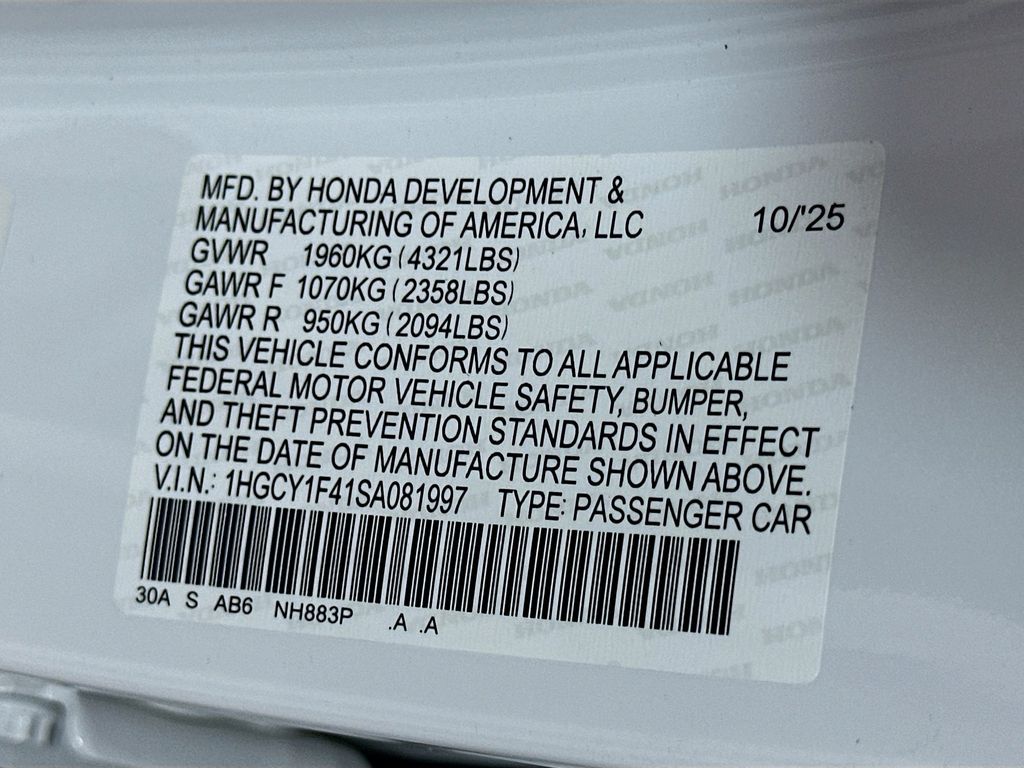 MFD. BY HONDA DEVELOPMENT &
MANUFACTURING OF AMERICA, LLC 10/'25
GVWR 1960KG (4321LBS)
GAWR F 1070KG (2358LBS)
GAWR R 950KG (2094LBS)
THIS VEHICLE CONFORMS TO ALL APPLICABLE
FEDERAL MOTOR VEHICLE SAFETY, BUMPER,
AND THEFT PREVENTION STANDARDS IN EFFECT
ON THE DATE OF MANUFACTURE SHOWN ABOVE.
V.I.N.: 1HGCY1F41SA081997 TYPE: PASSENGER CAR
30A S AB6 NH883P .A .A